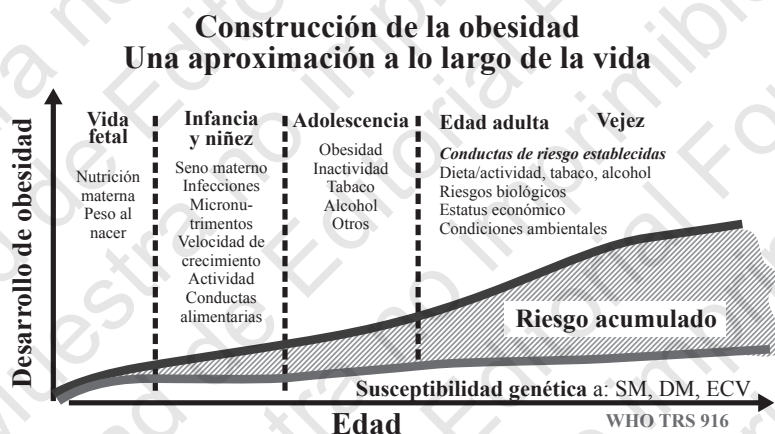 Construcción de la obesidad
Una aproximación a lo largo de la vida
Desarrollo de obesidad
Vida
fetal
Nutrición
materna
Peso al
nacer
Infancia
y niñez
Seno materno
Infecciones
Micronu-
trimentos
Velocidad de
crecimiento
Actividad
Conductas
alimentarias
Adolescencia
Obesidad
Inactividad
Tabaco
Alcohol
Otros
Edad adulta Vejez
Conductas de riesgo establecidas
Dieta/actividad, tabaco, alcohol
Riesgos biológicos
Estatus económico
Condiciones ambientales
Riesgo acumulado
Susceptibilidad genética a: SM, DM, ECV
Edad
WHO TRS 916